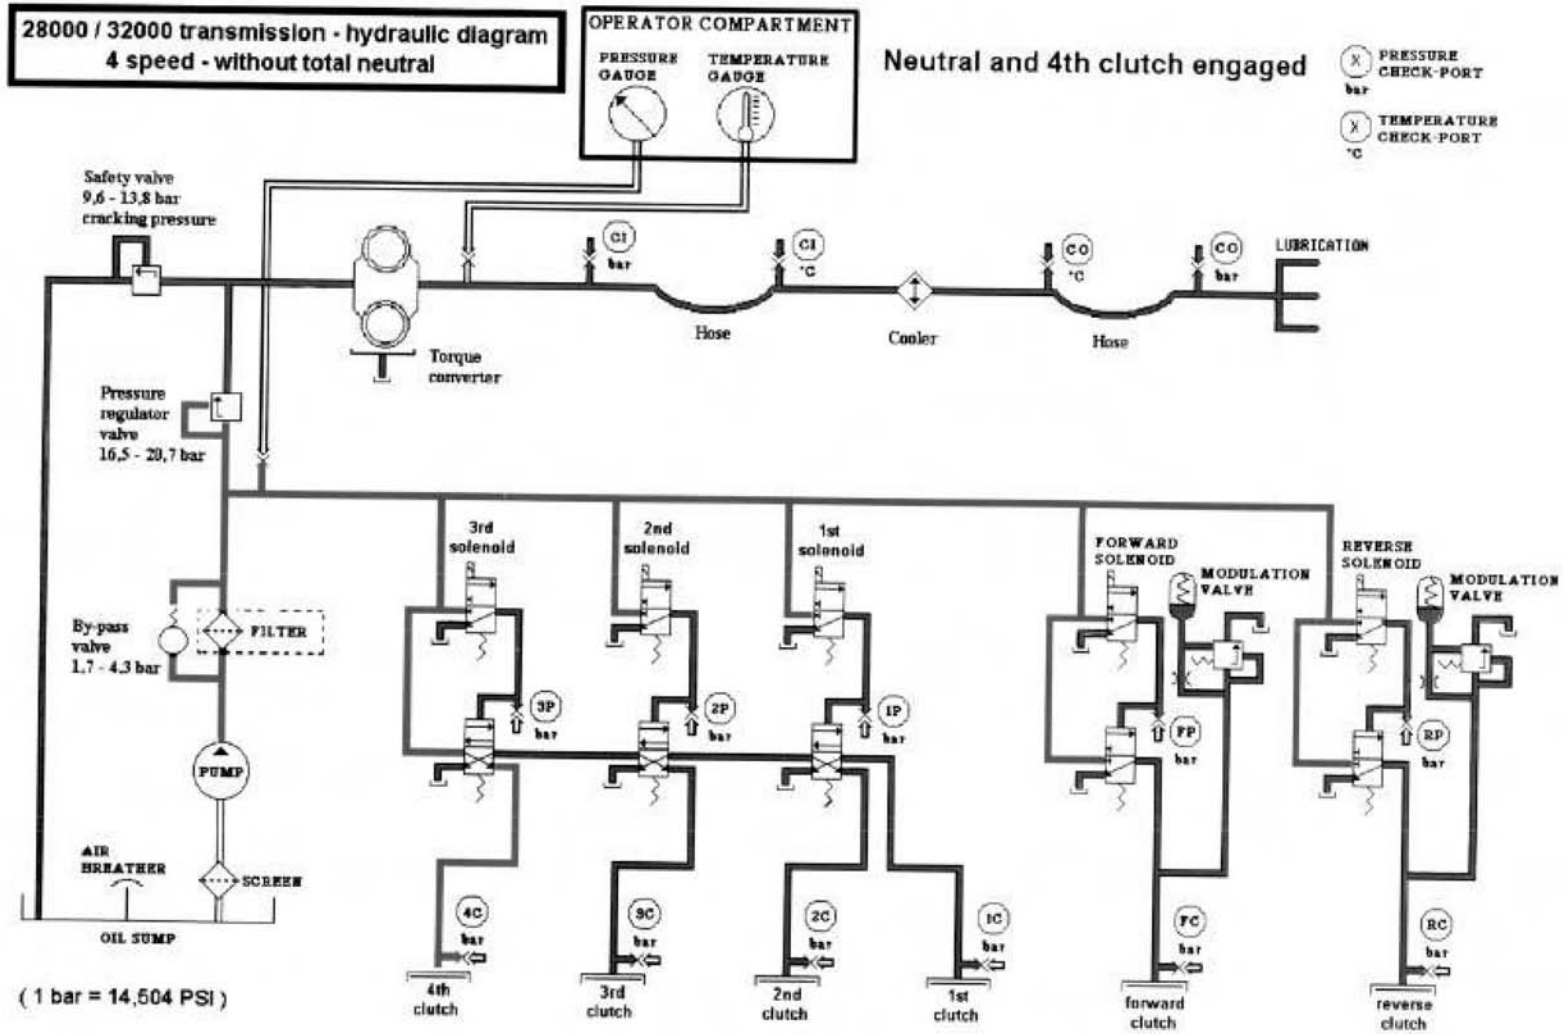 28000 / 32000 transmission - hydraulic diagram
4 speed - without total neutral
OPERATOR COMPARTMENT
PRESSURE
GAUGE
TEMPERATURE
GAUGE
Neutral and 4th clutch engaged
X
PRESSURE
CHECK-PORT
bar
X
TEMPERATURE
CHECK-PORT
°C
Safety valve
9,6 - 13,8 bar
cracking pressure
CI
bar
CI
°C
CO
°C
CO
bar
LUBRICATION
Hose
Cooler
Hose
Torque
converter
Pressure
regulator
valve
16,5 - 20,7 bar
3rd
solenoid
2nd
solenoid
1st
solenoid
FORWARD
SOLENOID
MODULATION
VALVE
REVERSE
SOLENOID
MODULATION
VALVE
By-pass
valve
1,7 - 4,3 bar
FILTER
3P
bar
2P
bar
1P
bar
FP
bar
RP
bar
PUMP
AIR
BREATHER
SCREEN
OIL SUMP
4C
bar
3C
bar
2C
bar
1C
bar
FC
bar
RC
bar
4th
clutch
3rd
clutch
2nd
clutch
1st
clutch
forward
clutch
reverse
clutch
( 1 bar = 14,504 PSI )